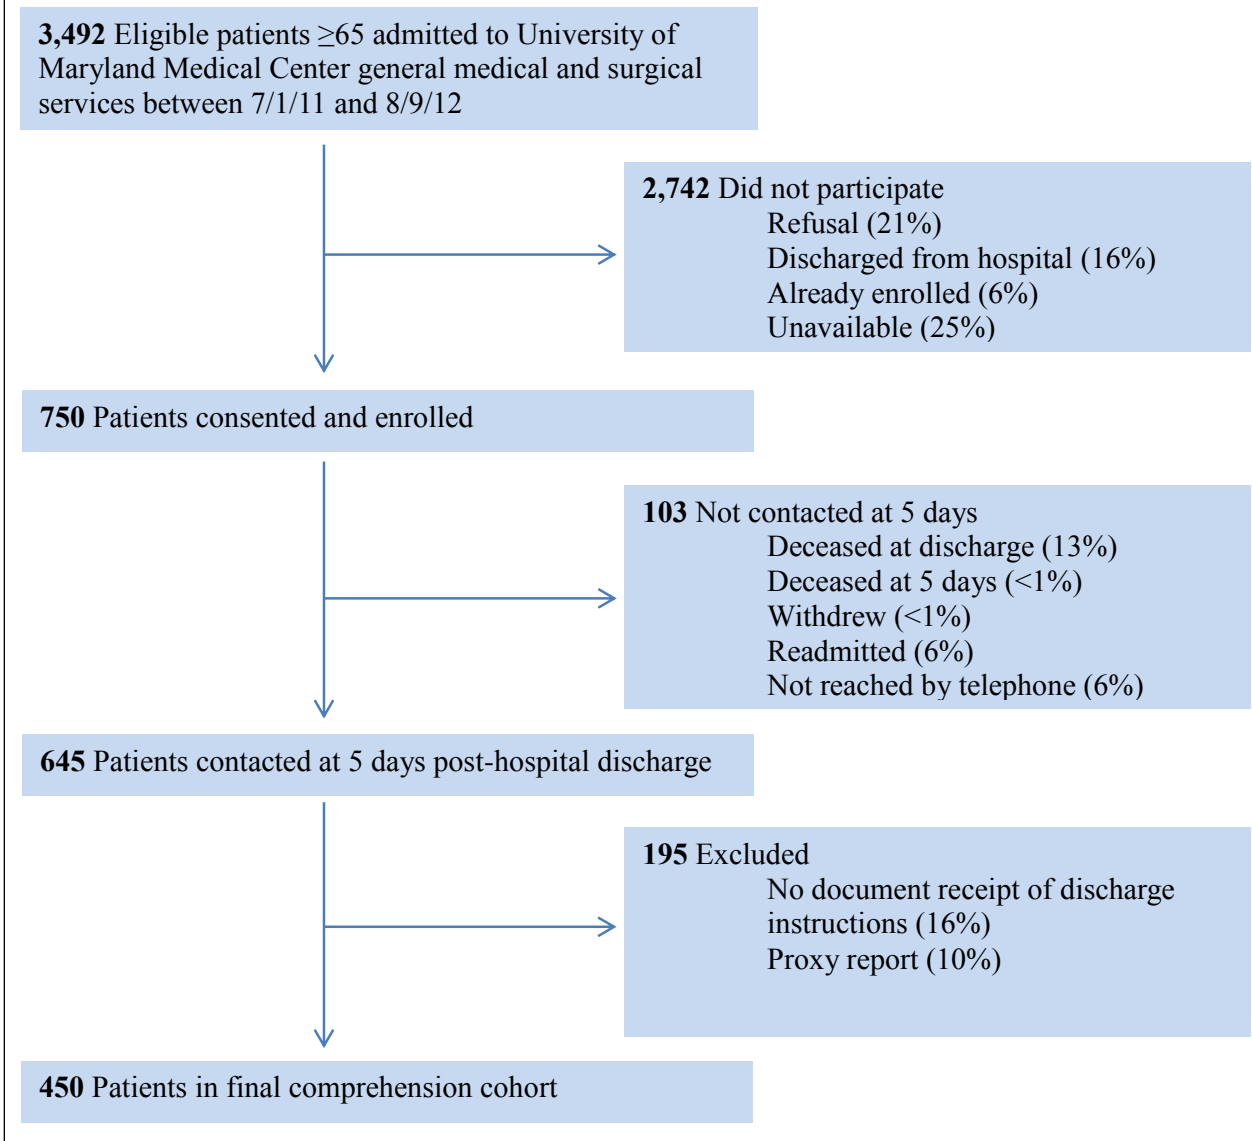 3,492 Eligible patients ≥65 admitted to University of
Maryland Medical Center general medical and surgical
services between 7/1/11 and 8/9/12
2,742 Did not participate
Refusal (21%)
Discharged from hospital (16%)
Already enrolled (6%)
Unavailable (25%)
750 Patients consented and enrolled
103 Not contacted at 5 days
Deceased at discharge (13%)
Deceased at 5 days (<1%)
Withdrew (<1%)
Readmitted (6%)
Not reached by telephone (6%)
645 Patients contacted at 5 days post-hospital discharge
195 Excluded
No document receipt of discharge
instructions (16%)
Proxy report (10%)
450 Patients in final comprehension cohort